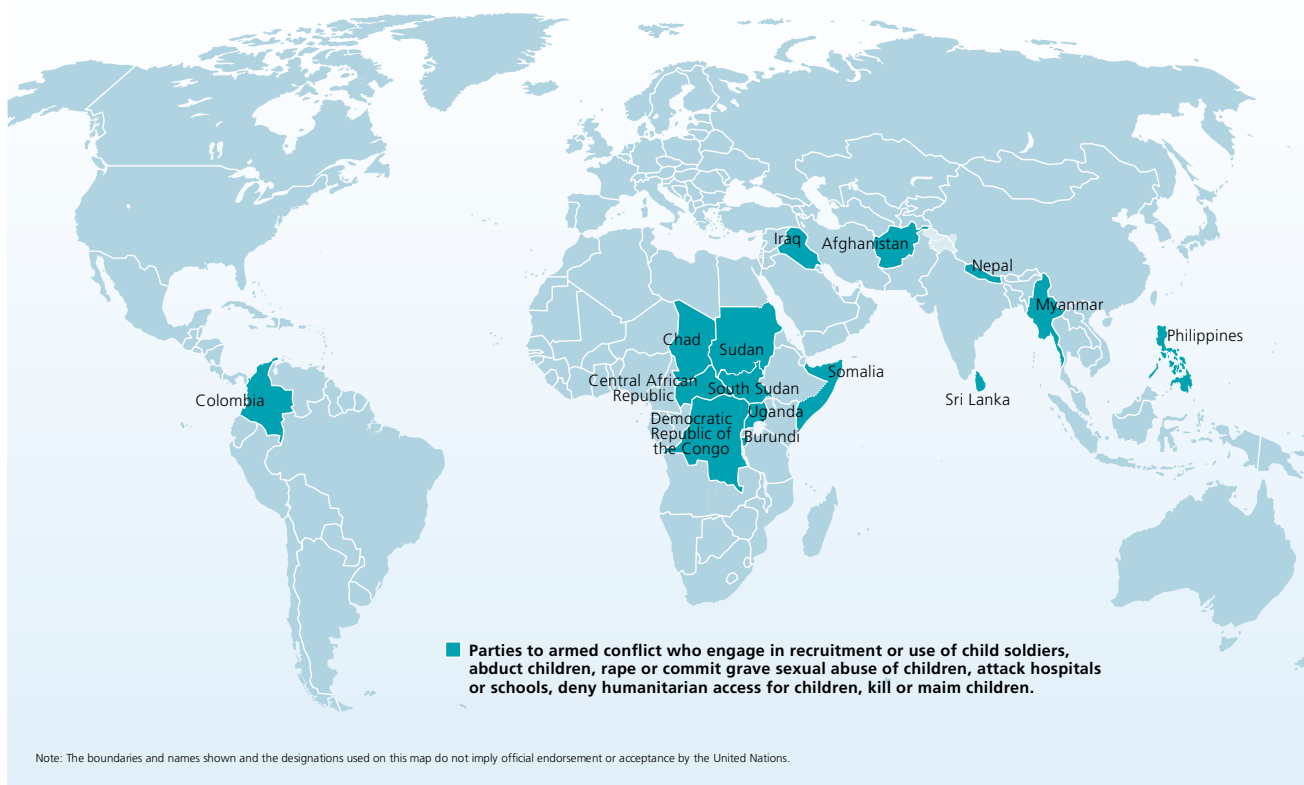 Iraq
Afghanistan
Nepal
Myanmar
Philippines
Chad
Sudan
Somalia
Central African
Republic
South Sudan
Colombia
Sri Lanka
Uganda
Democratic
Republic of
the Congo
Burundi
Parties to armed conflict who engage in recruitment or use of child soldiers,
abduct children, rape or commit grave sexual abuse of children, attack hospitals
or schools, deny humanitarian access for children, kill or maim children.
Note: The boundaries and names shown and the designations used on this map do not imply official endorsement or acceptance by the United Nations.